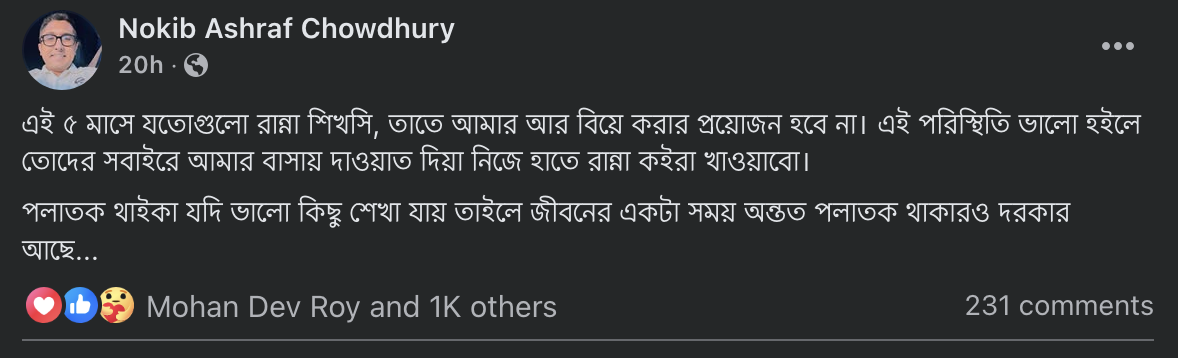 Nokib Ashraf Chowdhury
20h ·
এই ৫ মাসে যতোগুলো রান্না শিখসি, তাতে আমার আর বিয়ে করার প্রয়োজন হবে না। এই পরিস্থিতি ভালো হইলে
তোদের সবাইরে আমার বাসায় দাওয়াত দিয়া নিজে হাতে রান্না কইরা খাওয়াবো।
পলাতক থাইকা যদি ভালো কিছু শেখা যায় তাইলে জীবনের একটা সময় অন্তত পলাতক থাকারও দরকার
আছে...
Mohan Dev Roy and 1K others 231 comments